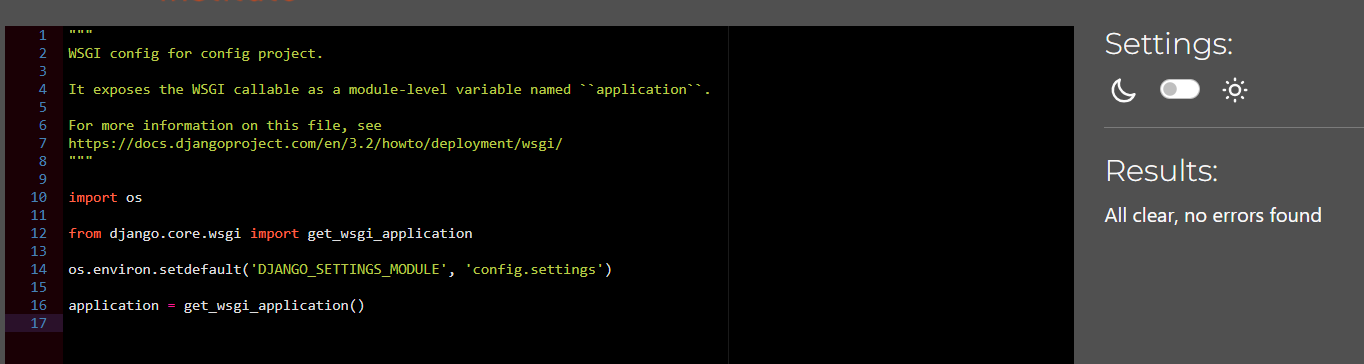 1 """
2 WSGI config for config project.
3
4 It exposes the WSGI callable as a module-level variable named ``application``.
5
6 For more information on this file, see
7 https://docs.djangoproject.com/en/3.2/howto/deployment/wsgi/
8 """
9
10 import os
11
12 from django.core.wsgi import get_wsgi_application
13
14 os.environ.setdefault('DJANGO_SETTINGS_MODULE', 'config.settings')
15
16 application = get_wsgi_application()
17
Settings:
Results:
All clear, no errors found